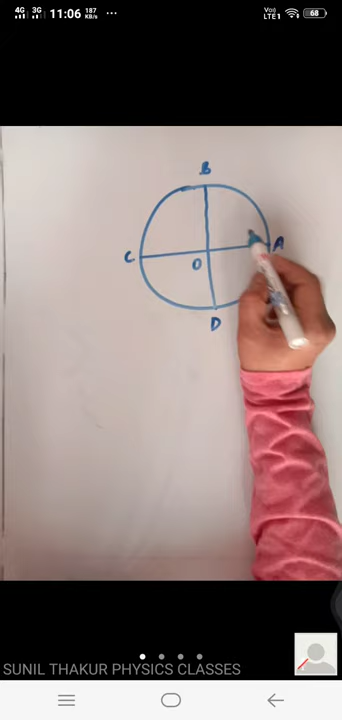 4G 3G 11:06 187 KB/s ... Vo) LTE1 68
B
C O A
D
SUNIL THAKUR PHYSICS CLASSES